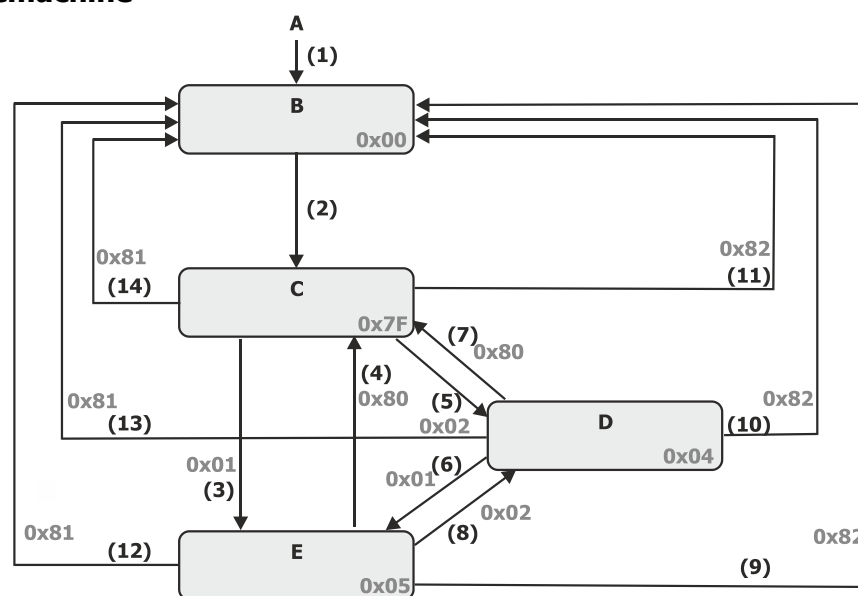 A
(1)
B
0x00
(2)
0x81
(14)
0x82
(11)
C
0x7F
(7)
0x80
(4)
0x80
(5)
0x02
0x81
(13)
0x82
(10)
D
0x04
0x01
(3)
(6)
0x01
0x02
(8)
0x81
(12)
E
0x05
(9)